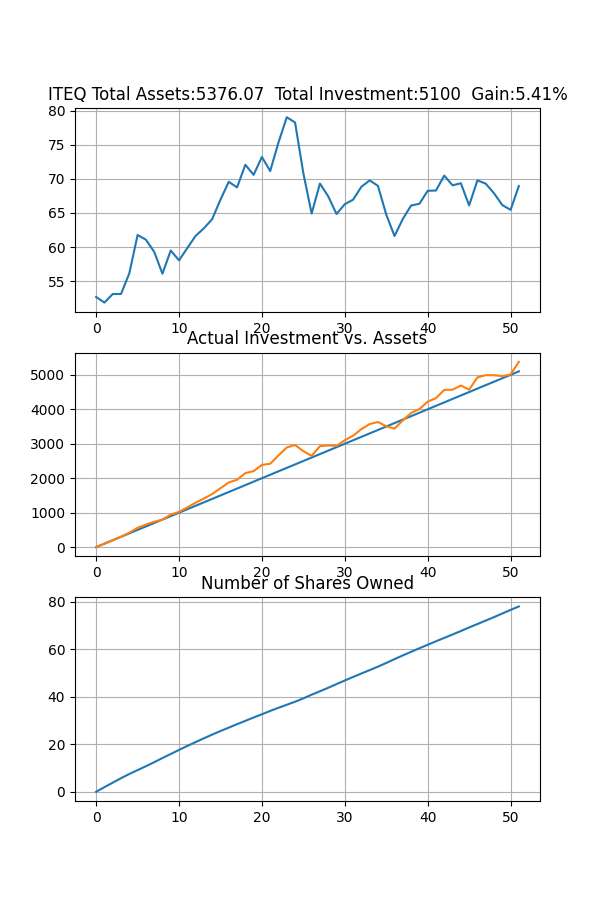 ITEQ Total Assets:5376.07  Total Investment:5100  Gain:5.41%
80
75
70
65
60
55
0 10 20 30 40 50
Actual Investment vs. Assets
5000
4000
3000
2000
1000
0
0 10 20 30 40 50
Number of Shares Owned
80
60
40
20
0
0 10 20 30 40 50